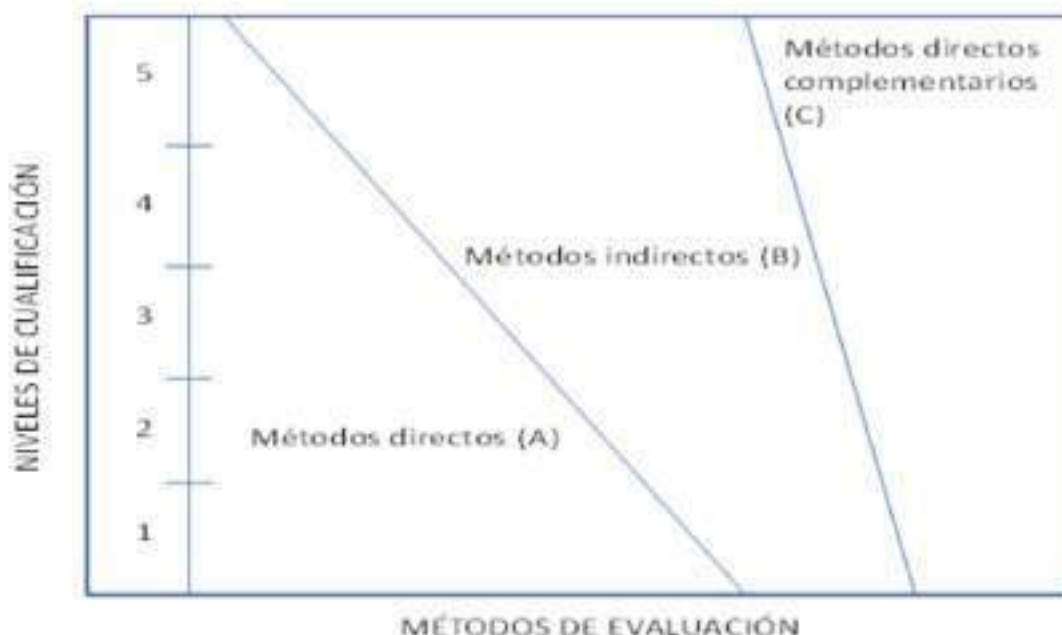 NIVELES DE CUALIFICACIÓN
5
4
3
2
1
Métodos directos
complementarios
(C)
Métodos indirectos (B)
Métodos directos (A)
MÉTODOS DE EVALUACIÓN